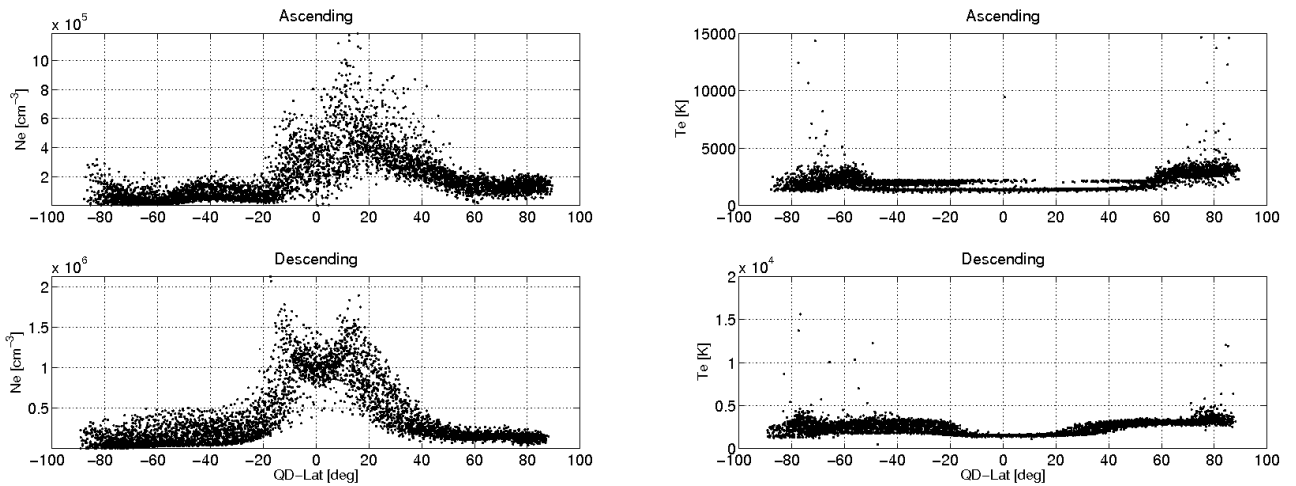 Ascending
x 10^5
Ne [cm^−3]
10
8
6
4
2
−100 −80 −60 −40 −20 0 20 40 60 80 100
Ascending
Te [K]
15000
10000
5000
0
−100 −80 −60 −40 −20 0 20 40 60 80 100
Descending
x 10^6
Ne [cm^−3]
2
1.5
1
0.5
−100 −80 −60 −40 −20 0 20 40 60 80 100
QD−Lat [deg]
Descending
x 10^4
Te [K]
2
1.5
1
0.5
0
−100 −80 −60 −40 −20 0 20 40 60 80 100
QD−Lat [deg]